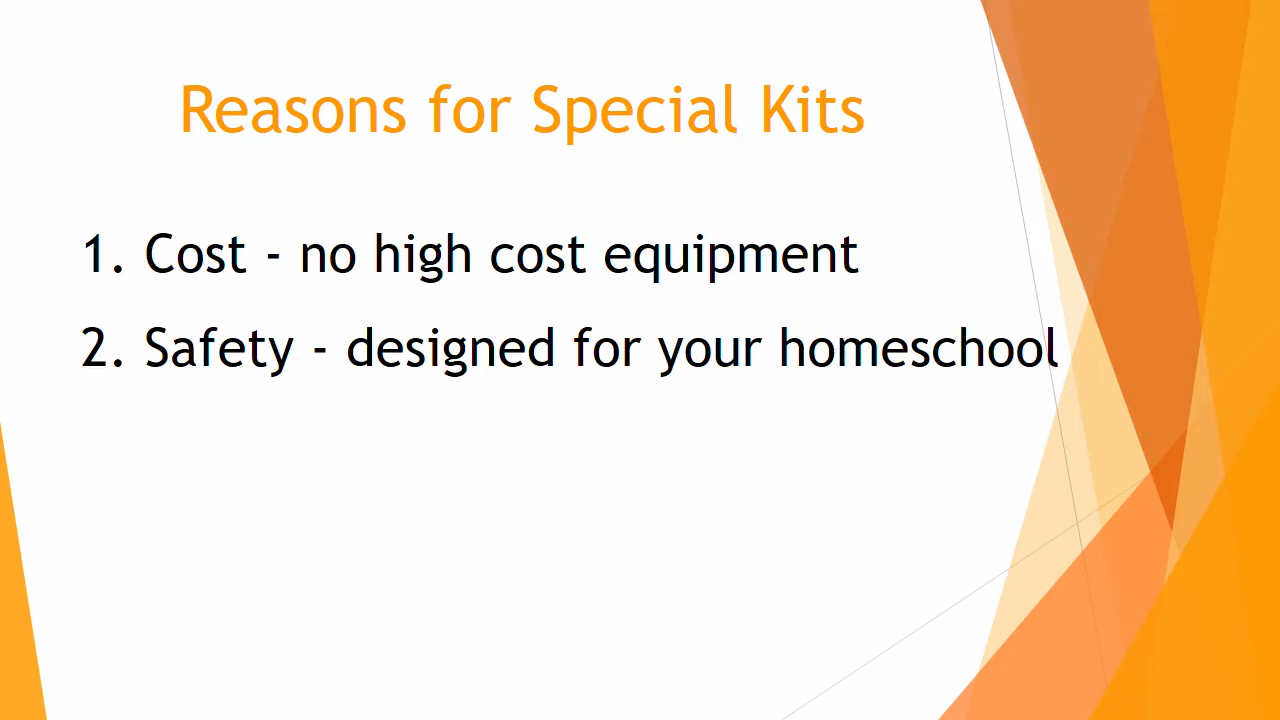 Reasons for Special Kits
1. Cost - no high cost equipment
2. Safety - designed for your homeschool